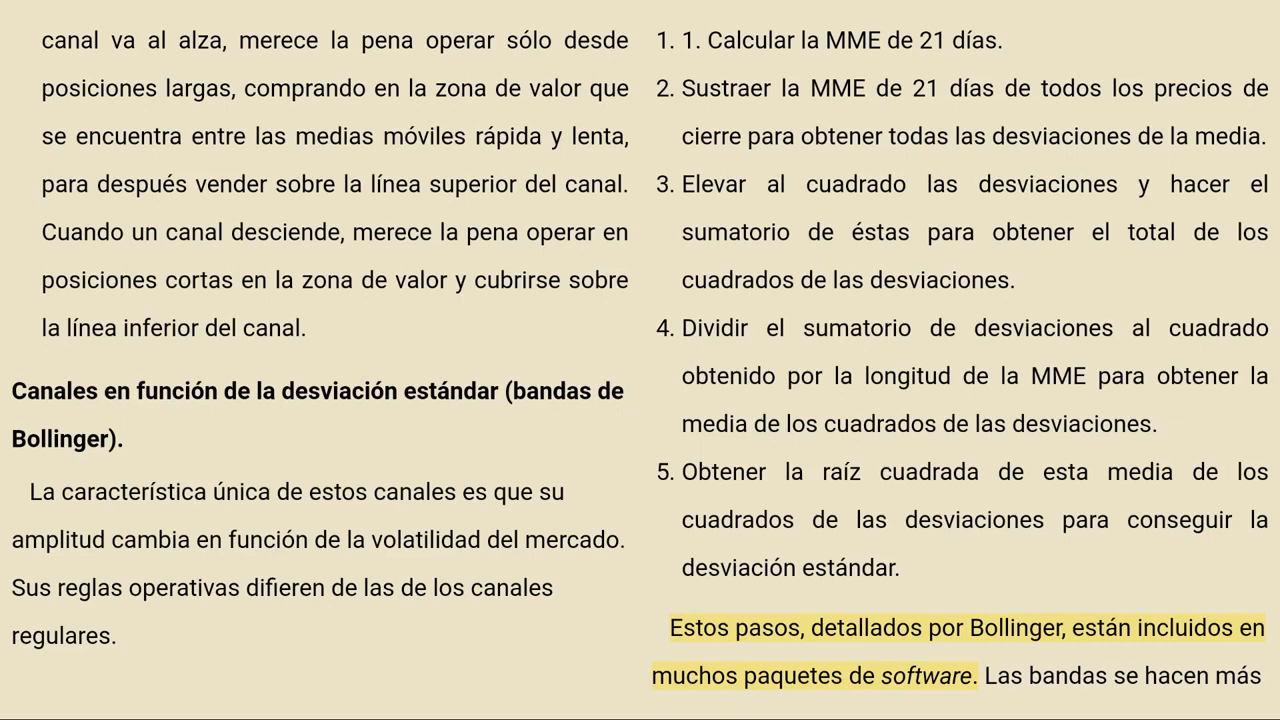 canal va al alza, merece la pena operar sólo desde
posiciones largas, comprando en la zona de valor que
se encuentra entre las medias móviles rápida y lenta,
para después vender sobre la línea superior del canal.
Cuando un canal desciende, merece la pena operar en
posiciones cortas en la zona de valor y cubrirse sobre
la línea inferior del canal.
Canales en función de la desviación estándar (bandas de
Bollinger).
La característica única de estos canales es que su
amplitud cambia en función de la volatilidad del mercado.
Sus reglas operativas difieren de las de los canales
regulares.
1. 1. Calcular la MME de 21 días.
2. Sustraer la MME de 21 días de todos los precios de
cierre para obtener todas las desviaciones de la media.
3. Elevar al cuadrado las desviaciones y hacer el
sumatorio de éstas para obtener el total de los
cuadrados de las desviaciones.
4. Dividir el sumatorio de desviaciones al cuadrado
obtenido por la longitud de la MME para obtener la
media de los cuadrados de las desviaciones.
5. Obtener la raíz cuadrada de esta media de los
cuadrados de las desviaciones para conseguir la
desviación estándar.
Estos pasos, detallados por Bollinger, están incluidos en
muchos paquetes de software. Las bandas se hacen más